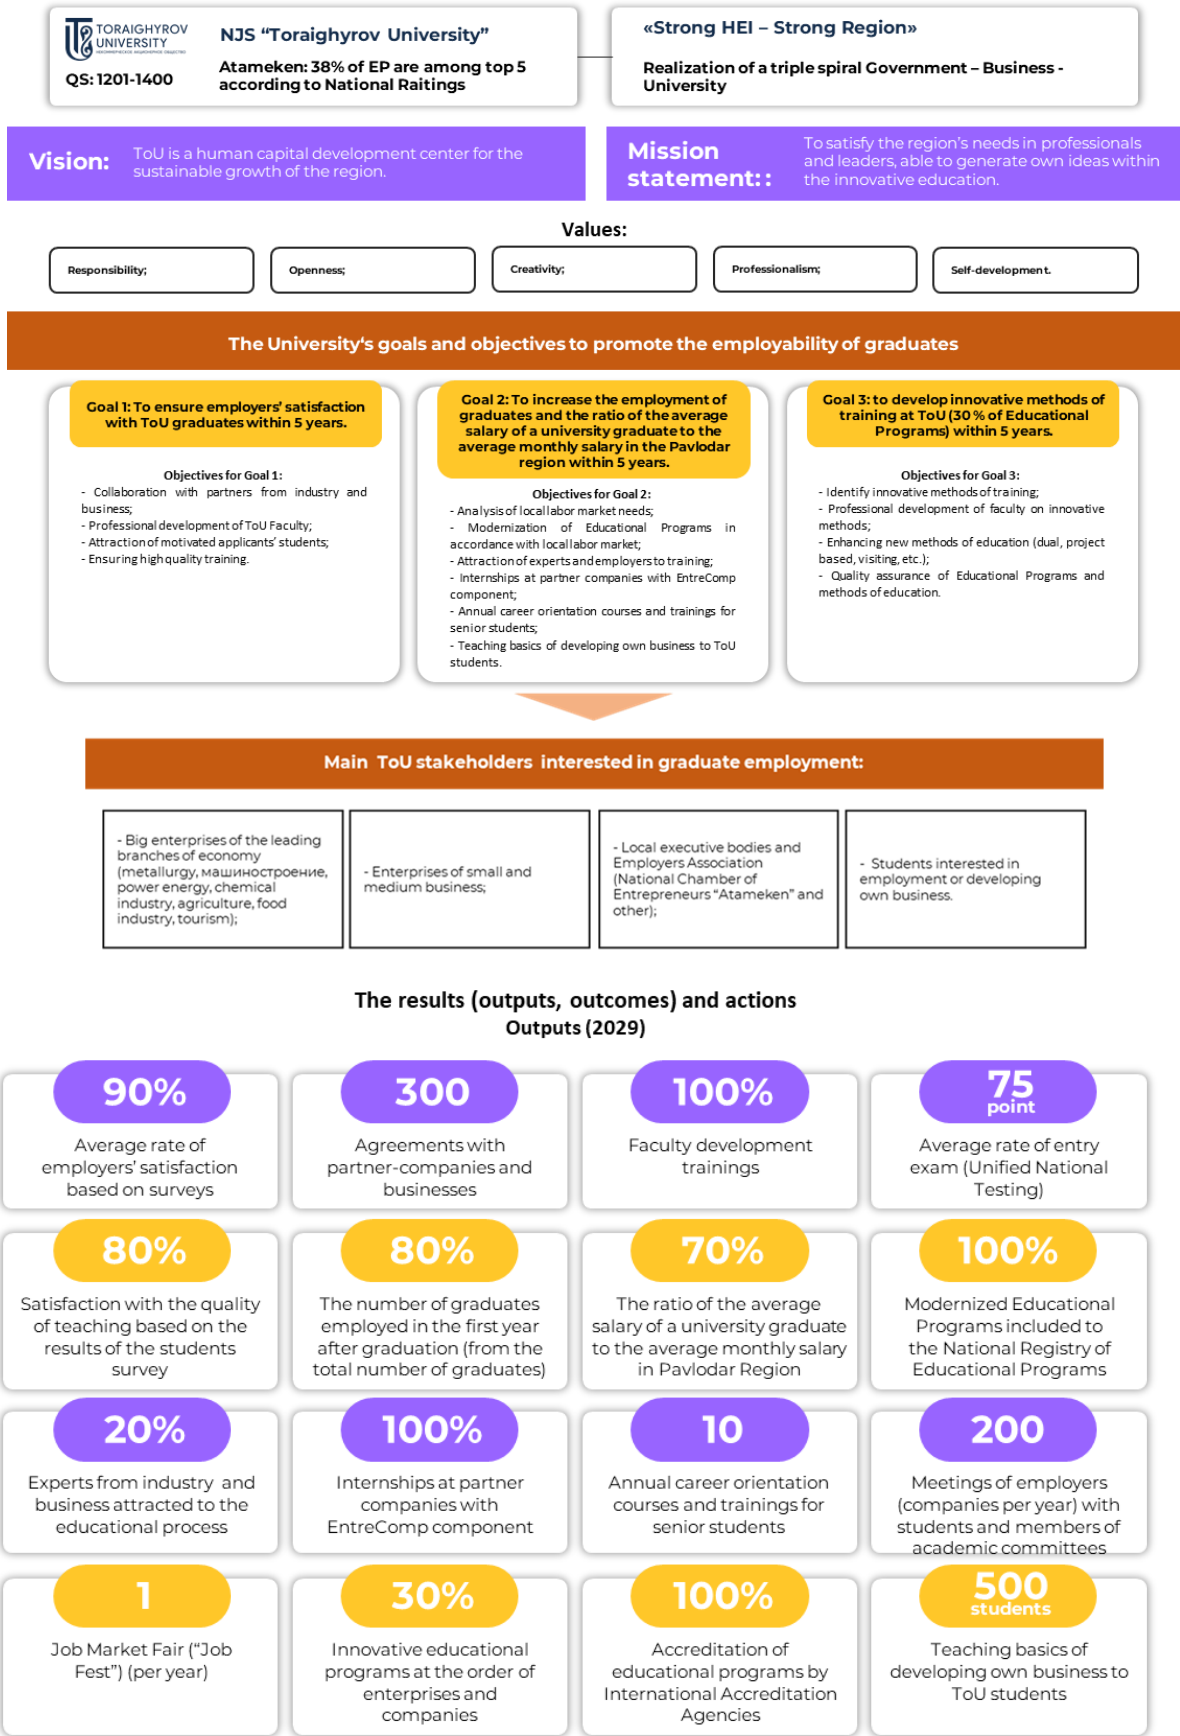 TORAIGHYROV
UNIVERSITY
QS: 1201-1400
NJS “Toraighyrov University”
Atameken: 38% of EP are among top 5
according to National Raitings
«Strong HEI – Strong Region»
Realization of a triple spiral Government – Business -
University
Vision:
ToU is a human capital development center for the
sustainable growth of the region.
Mission
statement: :
To satisfy the region’s needs in professionals
and leaders, able to generate own ideas within
the innovative education.
Values:
Responsibility;
Openness;
Creativity;
Professionalism;
Self-development.
The University‘s goals and objectives to promote the employability of graduates
Goal 1: To ensure employers’ satisfaction
with ToU graduates within 5 years.
Objectives for Goal 1:
- Collaboration with partners from industry and
business;
- Professional development of ToU Faculty;
- Attraction of motivated applicants’ students;
- Ensuring high quality training.
Goal 2: To increase the employment of
graduates and the ratio of the average
salary of a university graduate to the
average monthly salary in the Pavlodar
region within 5 years.
Objectives for Goal 2:
- Analysis of local labor market needs;
- Modernization of Educational Programs in
accordance with local labor market;
- Attraction of experts and employers to training;
- Internships at partner companies with EntreComp
component;
- Annual career orientation courses and trainings for
senior students;
- Teaching basics of developing own business to ToU
students.
Goal 3: to develop innovative methods of
training at ToU (30 % of Educational
Programs) within 5 years.
Objectives for Goal 3:
- Identify innovative methods of training;
- Professional development of faculty on innovative
methods;
- Enhancing new methods of education (dual, project
based, visiting, etc.);
- Quality assurance of Educational Programs and
methods of education.
Main ToU stakeholders interested in graduate employment:
- Big enterprises of the leading
branches of economy
(metallurgy, машиностроение,
power energy, chemical
industry, agriculture, food
industry, tourism);
- Enterprises of small and
medium business;
- Local executive bodies and
Employers Association
(National Chamber of
Entrepreneurs “Atameken” and
other);
- Students interested in
employment or developing
own business.
The results (outputs, outcomes) and actions
Outputs (2029)
90%
Average rate of
employers’ satisfaction
based on surveys
300
Agreements with
partner-companies and
businesses
100%
Faculty development
trainings
75
point
Average rate of entry
exam (Unified National
Testing)
80%
Satisfaction with the quality
of teaching based on the
results of the students
survey
80%
The number of graduates
employed in the first year
after graduation (from the
total number of graduates)
70%
The ratio of the average
salary of a university graduate
to the average monthly salary
in Pavlodar Region
100%
Modernized Educational
Programs included to
the National Registry of
Educational Programs
20%
Experts from industry and
business attracted to the
educational process
100%
Internships at partner
companies with
EntreComp component
10
Annual career orientation
courses and trainings for
senior students
200
Meetings of employers
(companies per year) with
students and members of
academic committees
1
Job Market Fair (“Job
Fest”) (per year)
30%
Innovative educational
programs at the order of
enterprises and
companies
100%
Accreditation of
educational programs by
International Accreditation
Agencies
500
students
Teaching basics of
developing own business to
ToU students